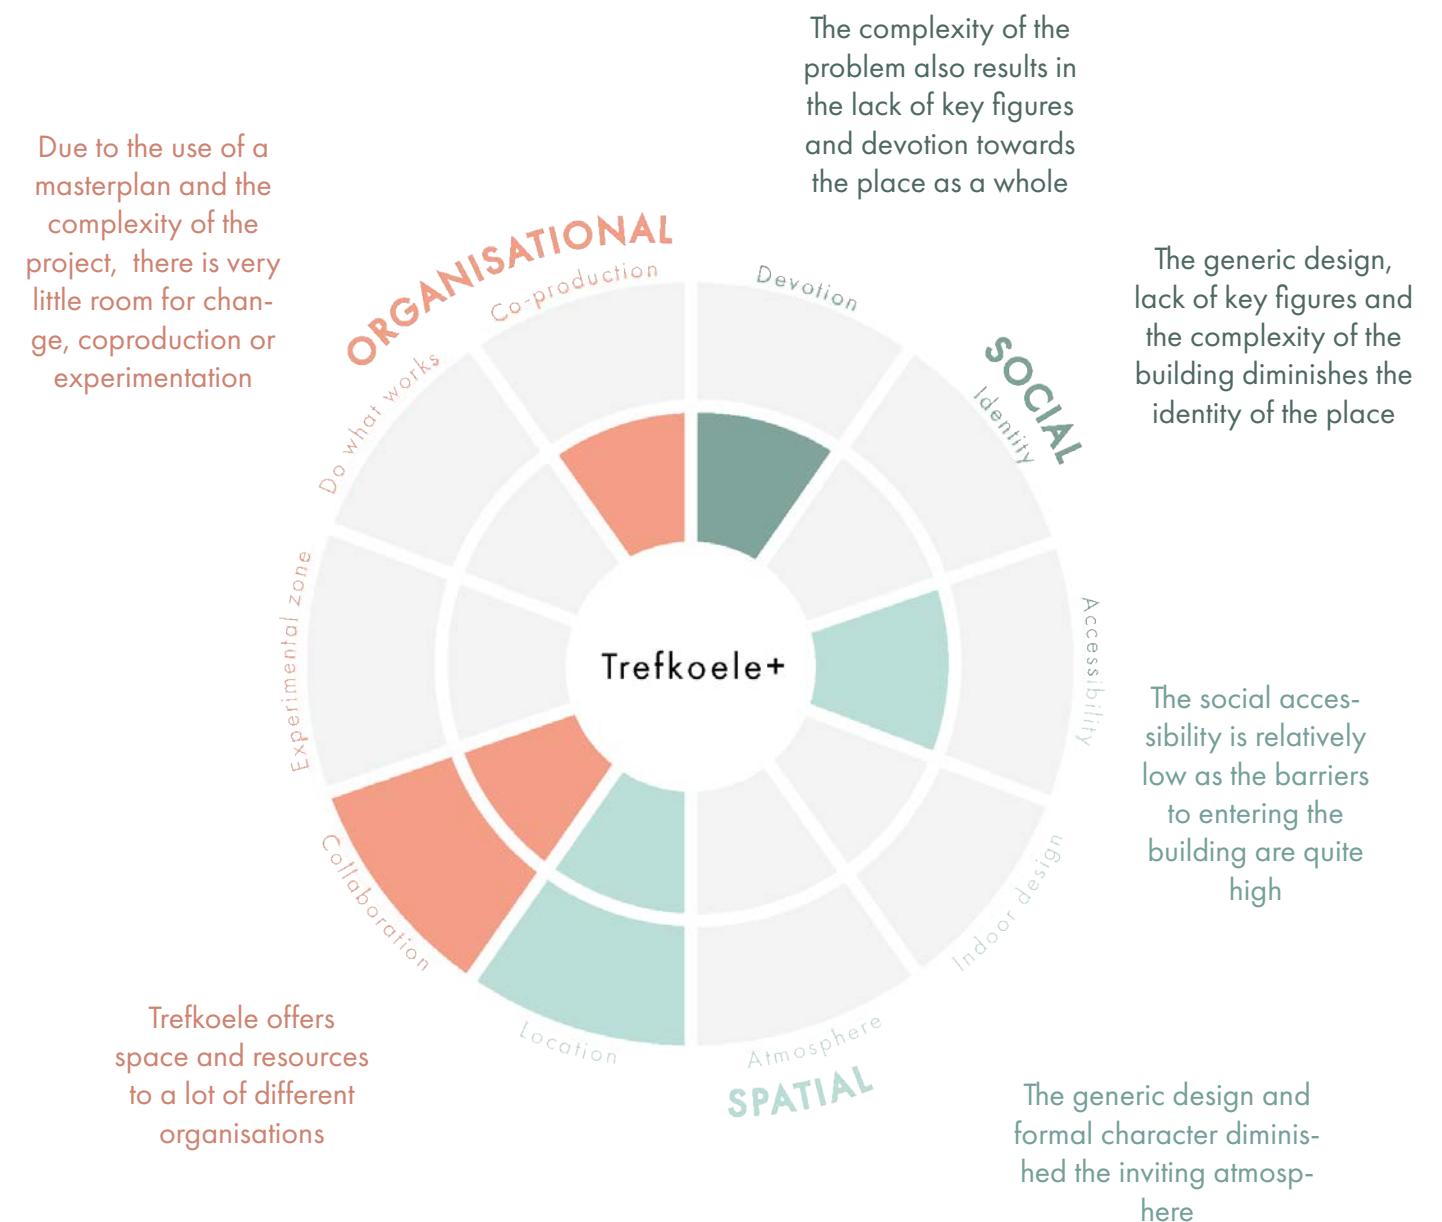 The complexity of the
problem also results in
the lack of key figures
and devotion towards
the place as a whole
Due to the use of a
masterplan and the
complexity of the
project,  there is very
little room for chan-
ge, coproduction or
experimentation
ORGANISATIONAL
Co-production
Devotion
The generic design,
lack of key figures and
the complexity of the
building diminishes the
identity of the place
SOCIAL
Identity
Do what works
Experimental zone
Accessibility
Trefkoele+
The social acces-
sibility is relatively
low as the barriers
to entering the
building are quite
high
Collaboration
Indoor design
Location
Atmosphere
SPATIAL
Trefkoele offers
space and resources
to a lot of different
organisations
The generic design and
formal character diminis-
hed the inviting atmosp-
here